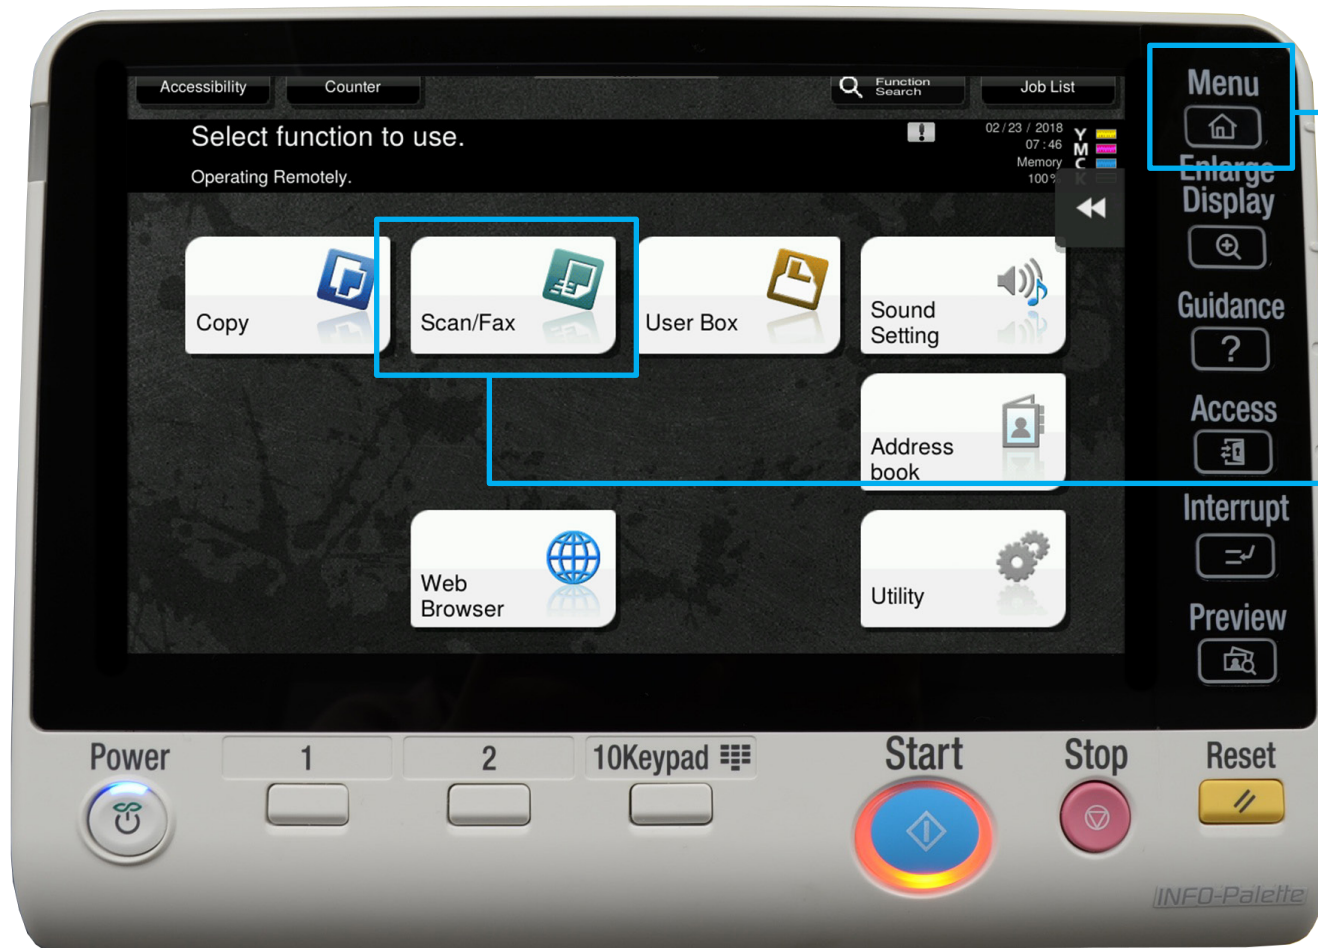 Accessibility
Counter
Function
Search
Job List
Menu
Select function to use.
02/23/2018
07:46
Memory
100%
Y
M
C
K
Operating Remotely.
Enlarge
Display
Copy
Scan/Fax
User Box
Sound
Setting
Guidance
?
Access
Address
book
Interrupt
Web
Browser
Utility
Preview
Power
1
2
10Keypad
Start
Stop
Reset
INFO-Palette